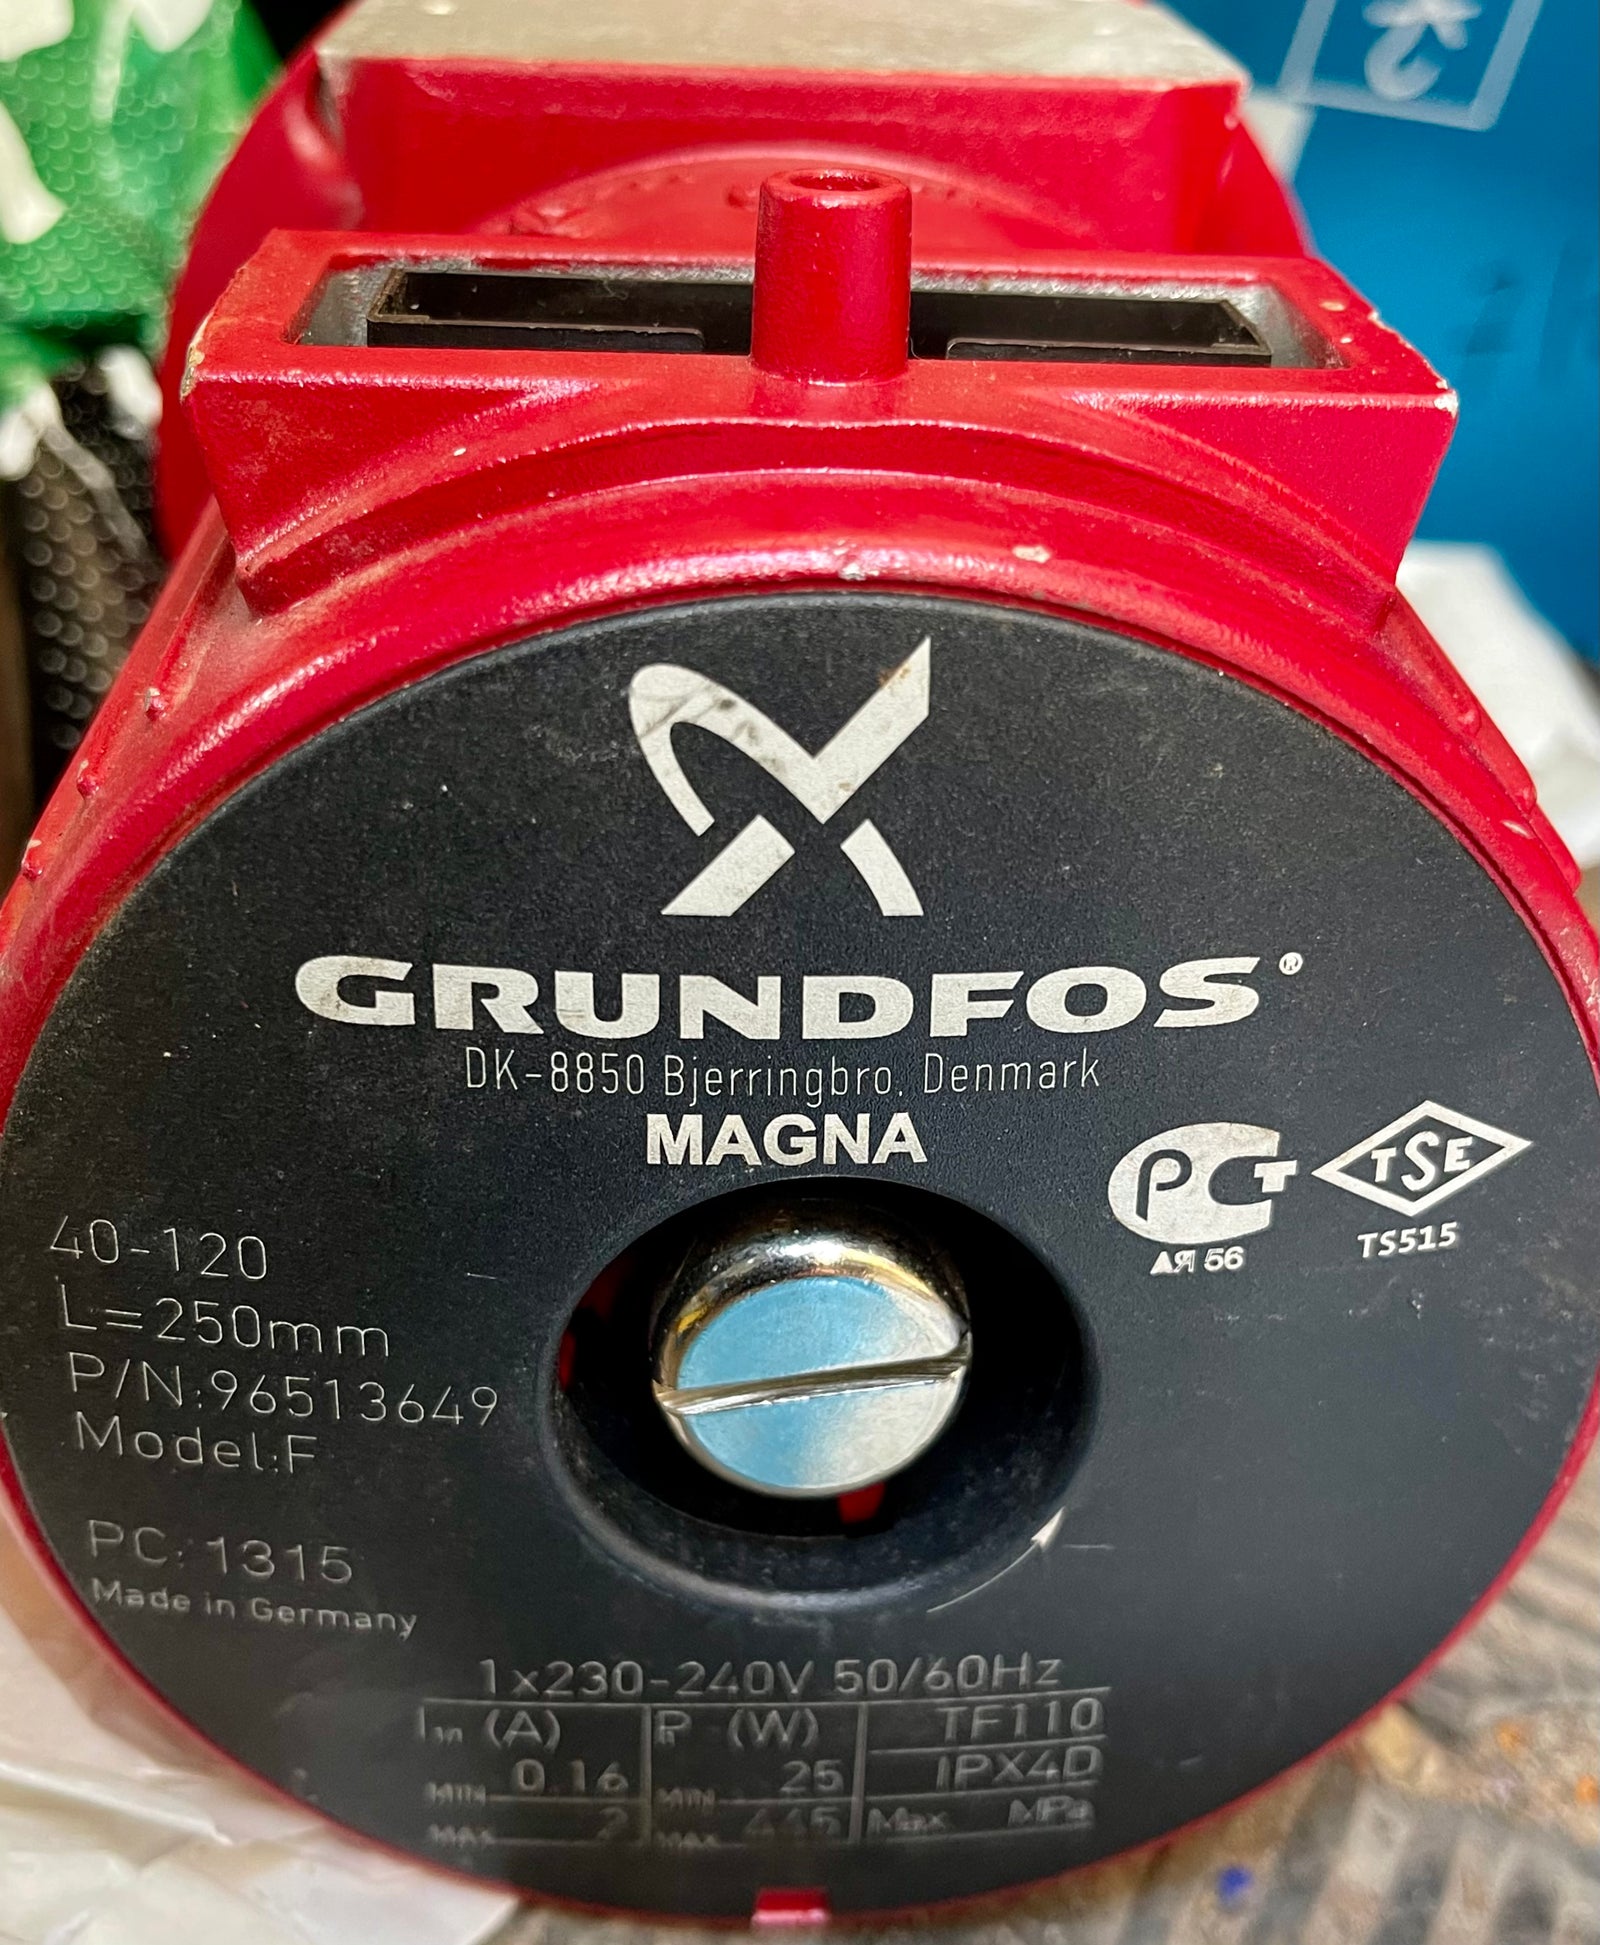 GRUNDFOS®
DK-8850 Bjerringbro. Denmark
MAGNA
PCT
АЯ 56
TSE
TS515
40-120
L=250mm
P/N:96513649
Model:F
PC: 1315
Made in Germany
1x230-240V 50/60Hz
I₁/₁ (A) P₁ (W) TF110
MIN 0.16 MIN 25 IPX4D
MAX 2 MAX 445 Max MPa